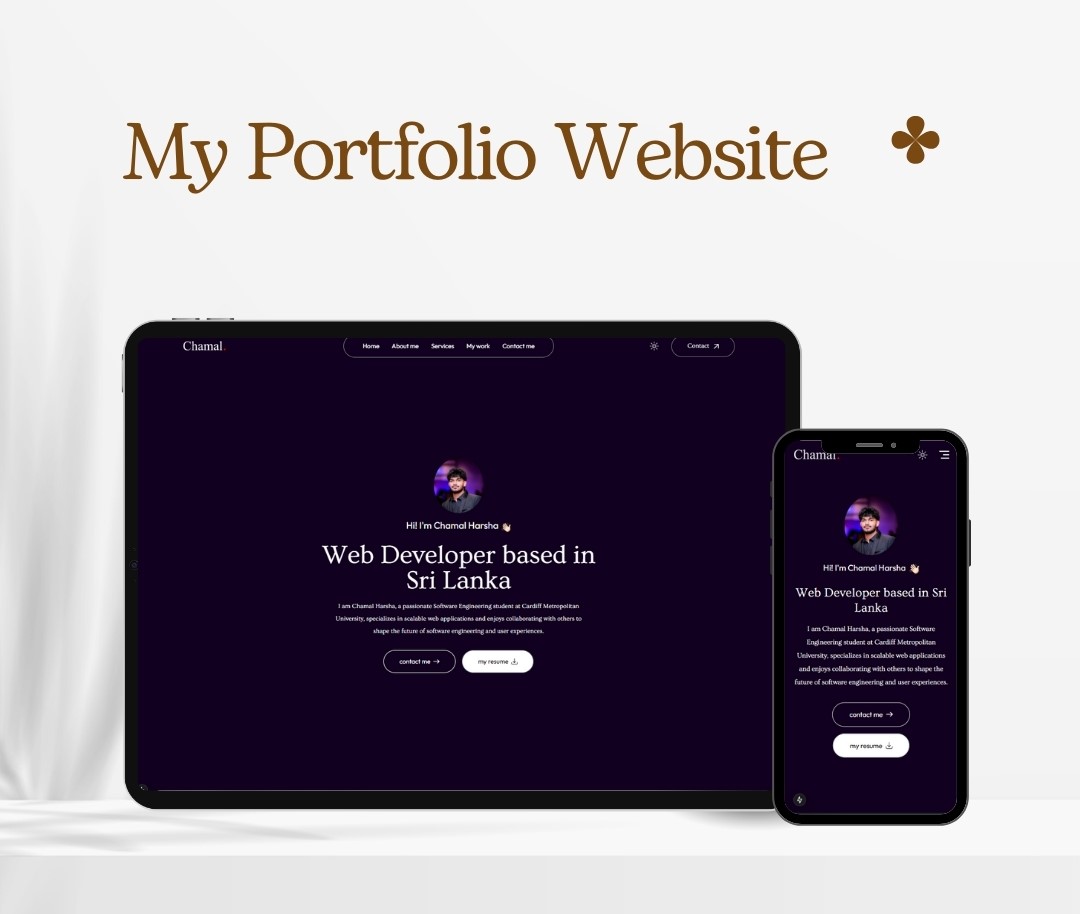 My Portfolio Website
Chamal.
Home About me Services My work Contact me
Contact
Hi! I'm Chamal Harsha
Web Developer based in
Sri Lanka
I am Chamal Harsha, a passionate Software Engineering student at Cardiff Metropolitan
University, specializes in scalable web applications and enjoys collaborating with others to
shape the future of software engineering and user experiences.
contact me
my resume
Chamal.
Hi! I'm Chamal Harsha
Web Developer based in Sri
Lanka
I am Chamal Harsha, a passionate Software
Engineering student at Cardiff Metropolitan
University, specializes in scalable web applications
and enjoys collaborating with others to shape the
future of software engineering and user experiences.
contact me
my resume